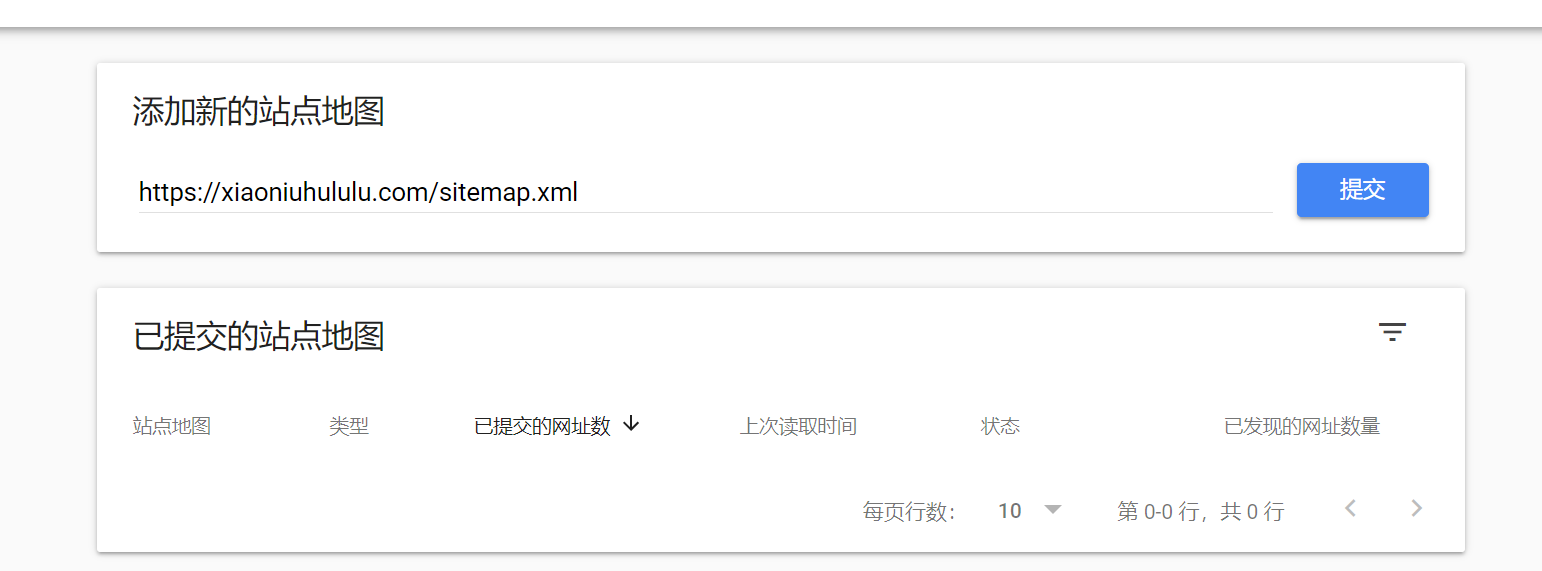 添加新的站点地图
https://xiaoniuhululu.com/sitemap.xml 提交
已提交的站点地图
站点地图 类型 已提交的网址数 上次读取时间 状态 已发现的网址数量
每页行数： 10 第 0-0 行，共 0 行